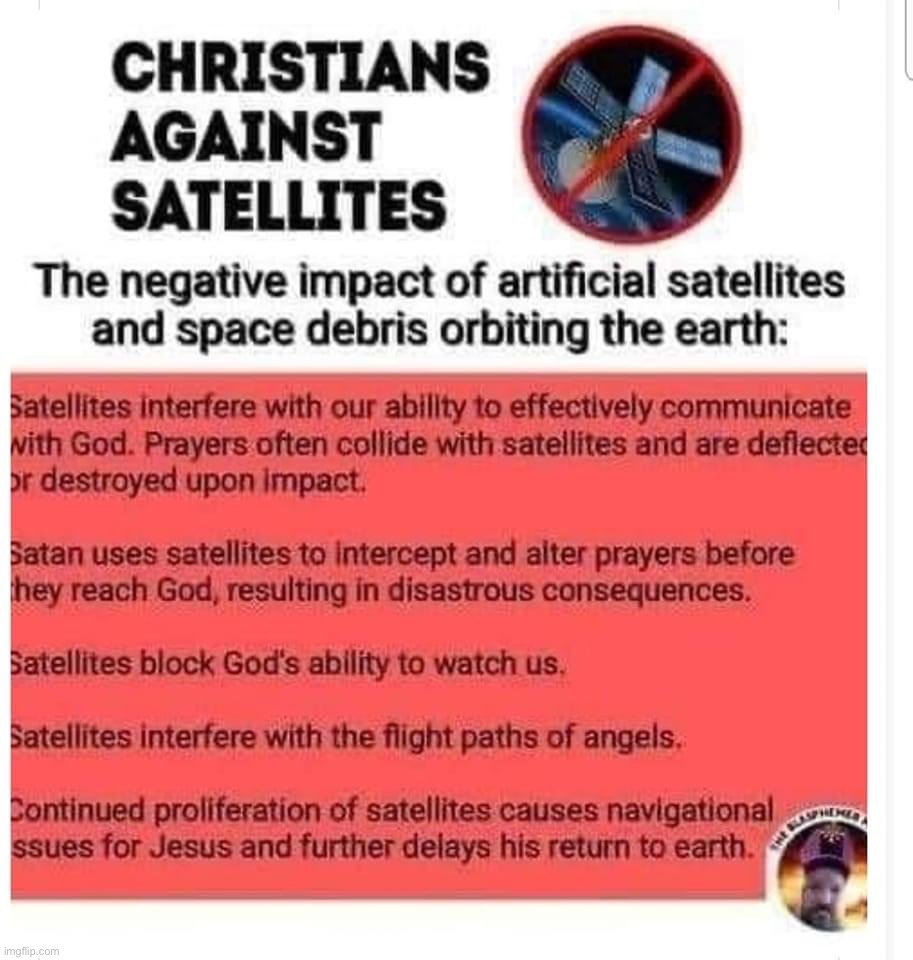 CHRISTIANS
AGAINST
SATELLITES
The negative impact of artificial satellites
and space debris orbiting the earth:
Satellites interfere with our ability to effectively communicate
with God. Prayers often collide with satellites and are deflected
or destroyed upon impact.
Satan uses satellites to intercept and alter prayers before
they reach God, resulting in disastrous consequences.
Satellites block God's ability to watch us.
Satellites interfere with the flight paths of angels.
Continued proliferation of satellites causes navigational
issues for Jesus and further delays his return to earth.
THE BLASPHEMER
imgflip.com